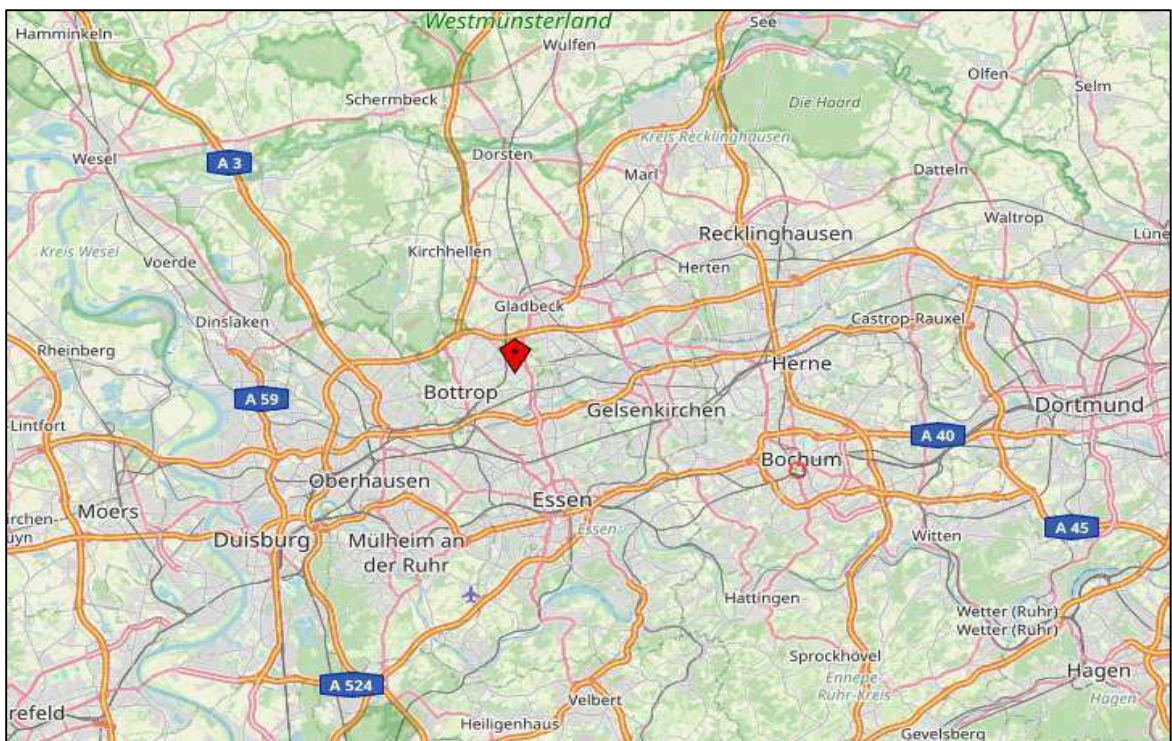 Westmünsterland
See
Hamminkeln
Wulfen
Olfen
Selm
Schermbeck
Die Haard
Kreis Recklinghausen
Wesel
A 3
Dorsten
Marl
Datteln
Waltrop
Lüne
Kreis Wesel
Voerde
Kirchhellen
Recklinghausen
Herten
Gladbeck
Dinslaken
Castrop-Rauxel
Rheinberg
Herne
Bottrop
A 59
Gelsenkirchen
Dortmund
-Lintfort
A 40
Bochum
Oberhausen
Essen
Moers
irchen-
uyn
Duisburg
Mülheim an
der Ruhr
Essen
Witten
A 45
Hattingen
Wetter (Ruhr)
Wetter (Ruhr)
Sprockhövel
Hagen
A 524
Ennepe
Ruhr-Kreis
Velbert
Hagen
refeld
Heiligenhaus
Gevelsberg